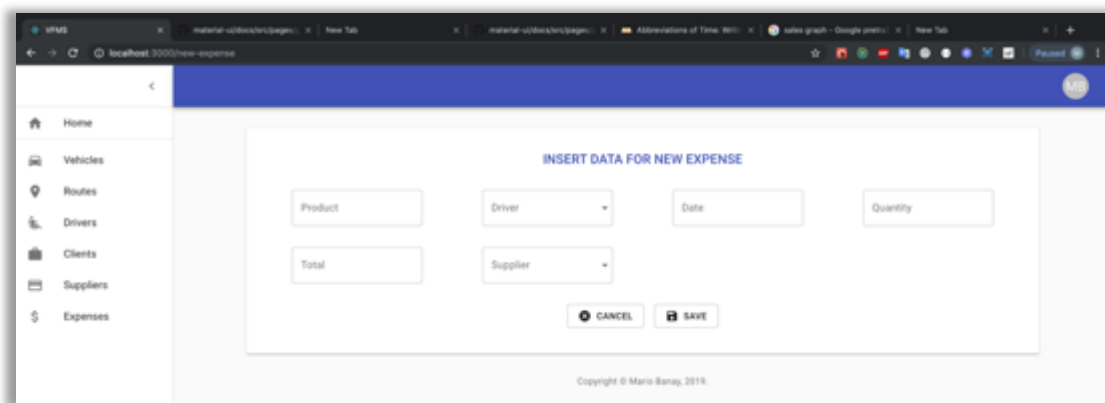 VFMS
material-ui/docs/src/pages/
New Tab
material-ui/docs/src/pages/
Abbreviations of Time: Writ
sales graph - Google pretra
New Tab
localhost:3000/new-expense
Paused
MB
Home
Vehicles
Routes
Drivers
Clients
Suppliers
Expenses
INSERT DATA FOR NEW EXPENSE
Product
Driver
Date
Quantity
Total
Supplier
CANCEL
SAVE
Copyright © Mario Banay, 2019.